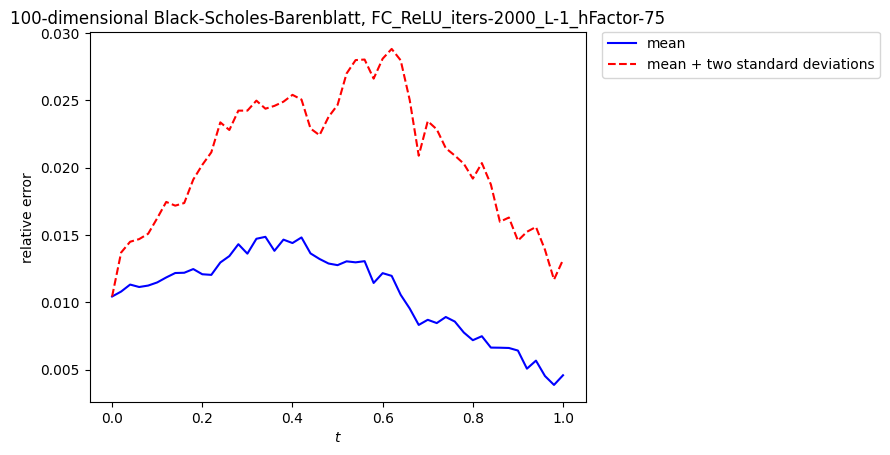 100-dimensional Black-Scholes-Barenblatt, FC_ReLU_iters-2000_L-1_hFactor-75
mean
mean + two standard deviations
relative error
0.030
0.025
0.020
0.015
0.010
0.005
0.0 0.2 0.4 0.6 0.8 1.0
t